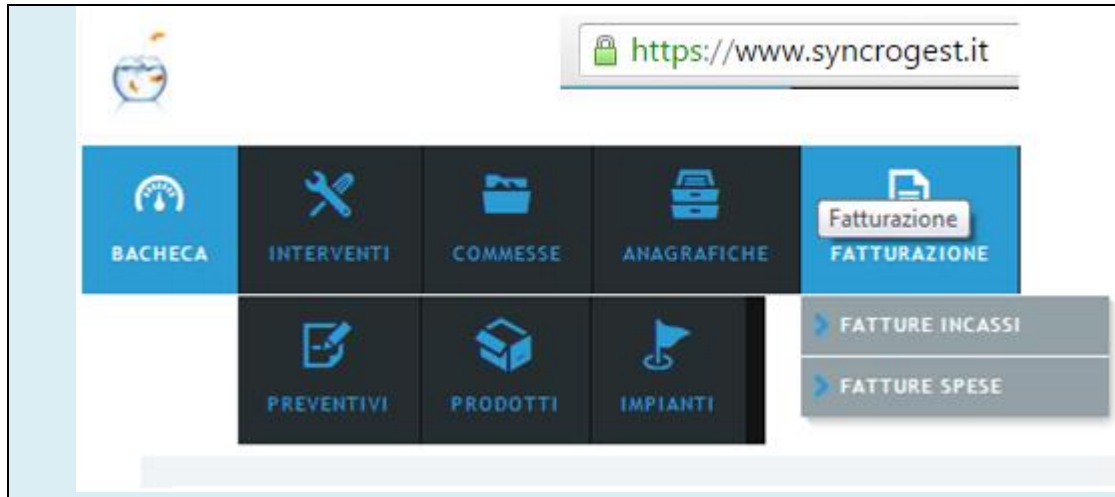 https://www.syncrogest.it
BACHECA
INTERVENTI
COMMESSE
ANAGRAFICHE
Fatturazione
FATTURAZIONE
PREVENTIVI
PRODOTTI
IMPIANTI
FATTURE INCASSI
FATTURE SPESE